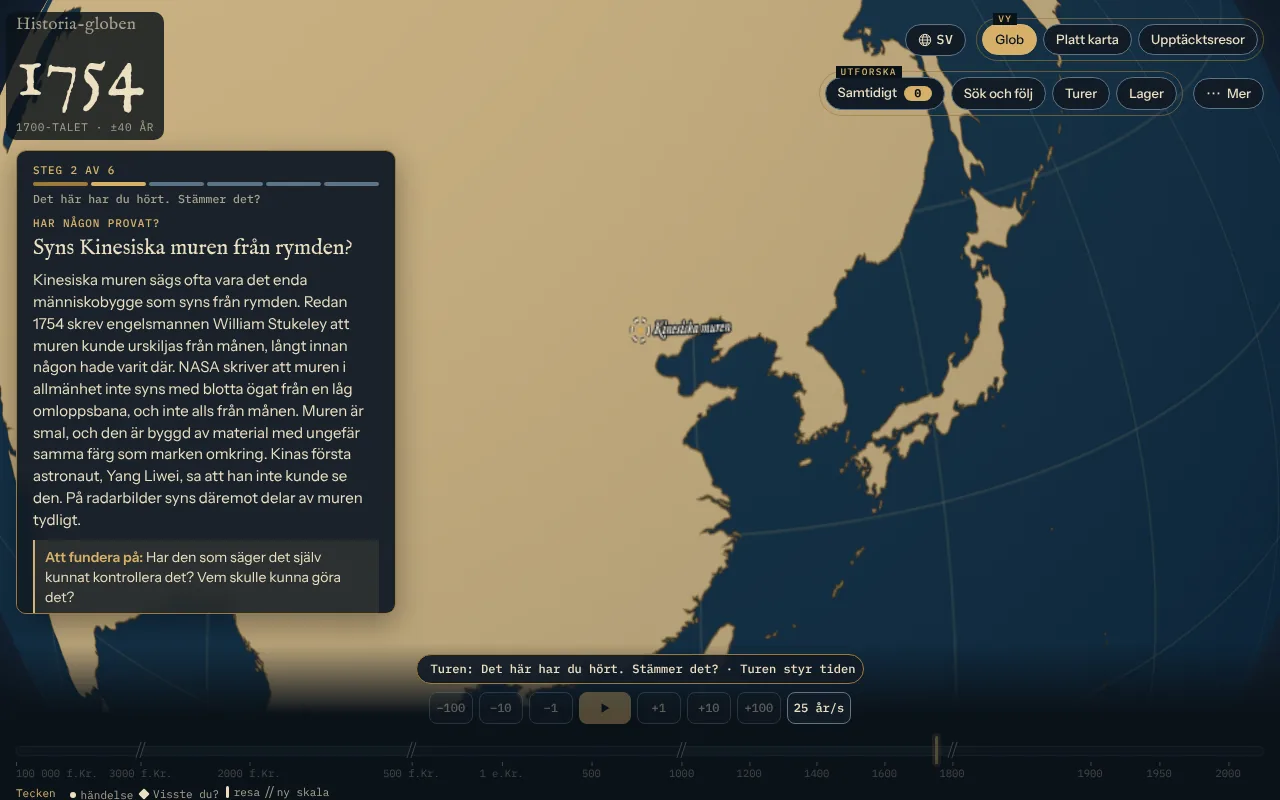 Historia-globen
1754
1700-TALET · ±40 ÅR
SV
VY
Glob
Platt karta
Upptäcktsresor
UTFORSKA
Samtidigt 0
Sök och följ
Turer
Lager
··· Mer
STEG 2 AV 6
Det här har du hört. Stämmer det?
HAR NÅGON PROVAT?
Syns Kinesiska muren från rymden?
Kinesiska muren sägs ofta vara det enda
människobygge som syns från rymden. Redan
1754 skrev engelsmannen William Stukeley att
muren kunde urskiljas från månen, långt innan
någon hade varit där. NASA skriver att muren i
allmänhet inte syns med blotta ögat från en låg
omloppsbana, och inte alls från månen. Muren är
smal, och den är byggd av material med ungefär
samma färg som marken omkring. Kinas första
astronaut, Yang Liwei, sa att han inte kunde se
den. På radarbilder syns däremot delar av muren
tydligt.
Att fundera på: Har den som säger det själv
kunnat kontrollera det? Vem skulle kunna göra
det?
Kinesiska muren
Turen: Det här har du hört. Stämmer det? · Turen styr tiden
−100
−10
−1
+1
+10
+100
25 år/s
100 000 f.Kr.
3000 f.Kr.
2000 f.Kr.
500 f.Kr.
1 e.Kr.
500
1000
1200
1400
1600
1800
1900
1950
2000
Tecken
händelse
Visste du?
resa
// ny skala